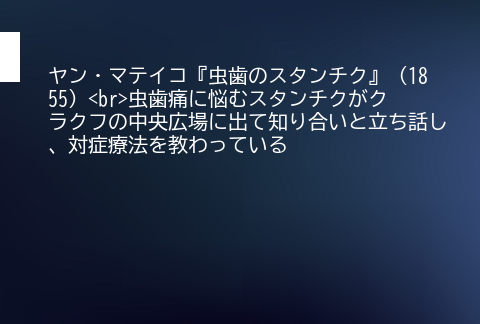 ヤン・マテイコ『虫歯のスタンチク』（18
55）<br>虫歯痛に悩むスタンチクがク
ラクフの中央広場に出て知り合いと立ち話し
、対症療法を教わっている